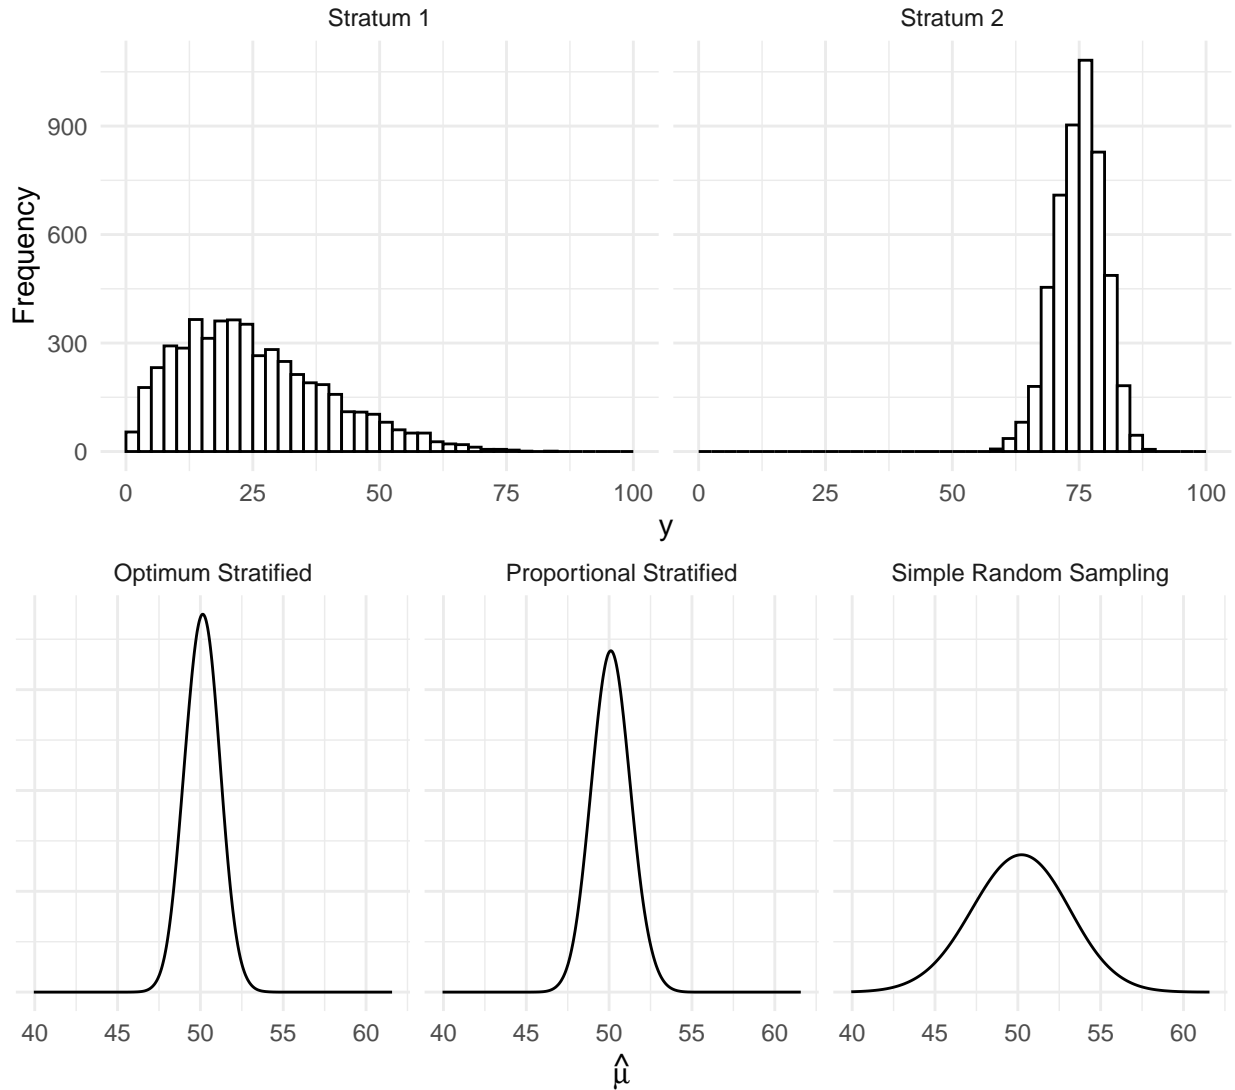 Stratum 1 Stratum 2
900
600
300
0
Frequency
0 25 50 75 100 0 25 50 75 100
y
Optimum Stratified Proportional Stratified Simple Random Sampling
40 45 50 55 60 40 45 50 55 60 40 45 50 55 60
μ̂